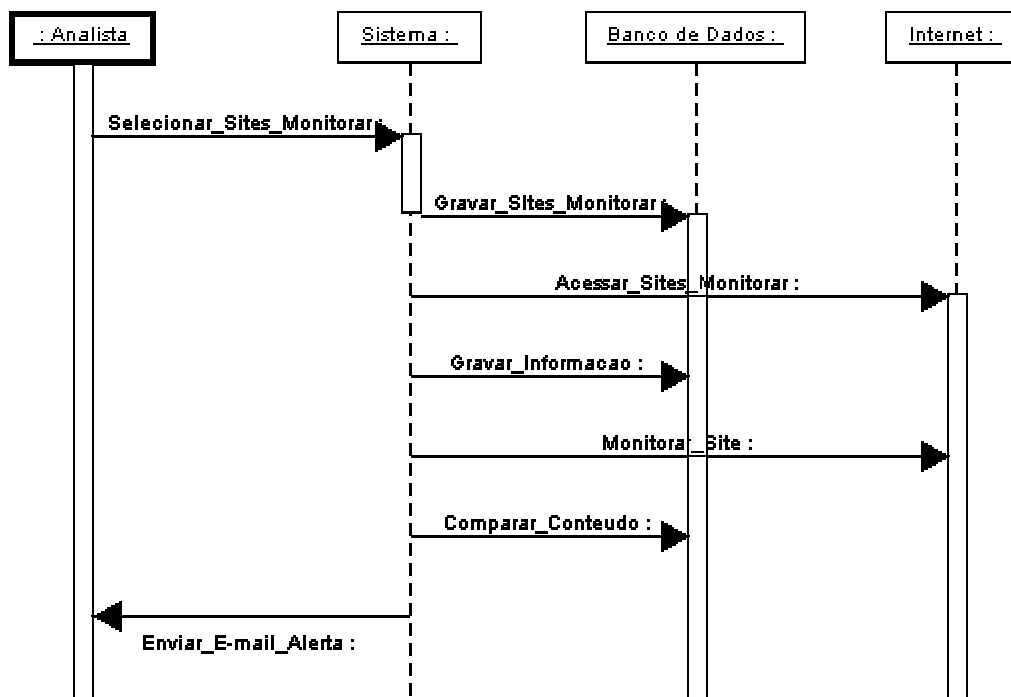 : Analista
Sistema :
Banco de Dados :
Internet :
Selecionar_Sites_Monitorar :
Gravar_SItes_Monitorar :
Acessar_Sites_Monitorar :
Gravar_Informacao :
Monitorar_Site :
Comparar_Conteudo :
Enviar_E-mail_Alerta :